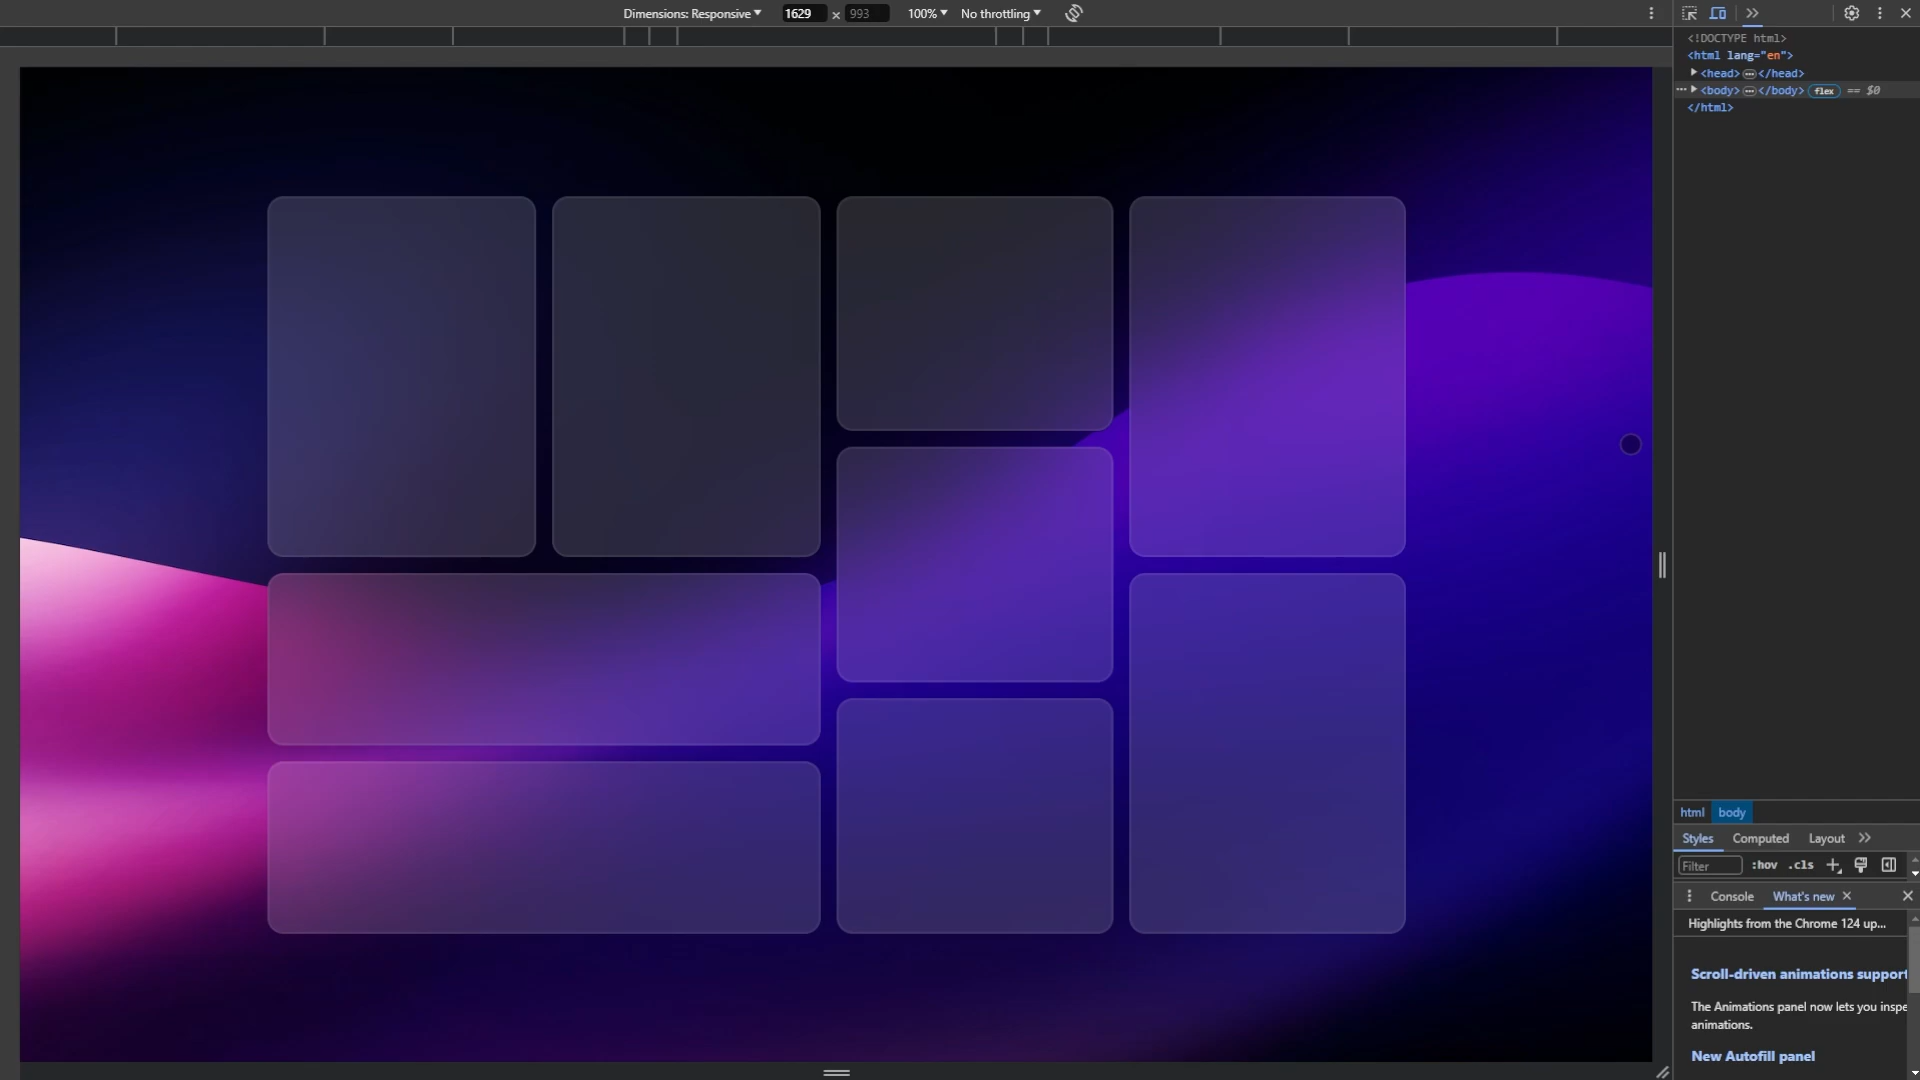 Dimensions: Responsive 1629 x 993 100% No throttling
<!DOCTYPE html>
<html lang="en">
<head> </head>
<body> </body> flex == $0
</html>
html body
Styles Computed Layout
Filter :hov .cls
Console What's new
Highlights from the Chrome 124 up...
Scroll-driven animations support
The Animations panel now lets you inspe
animations.
New Autofill panel